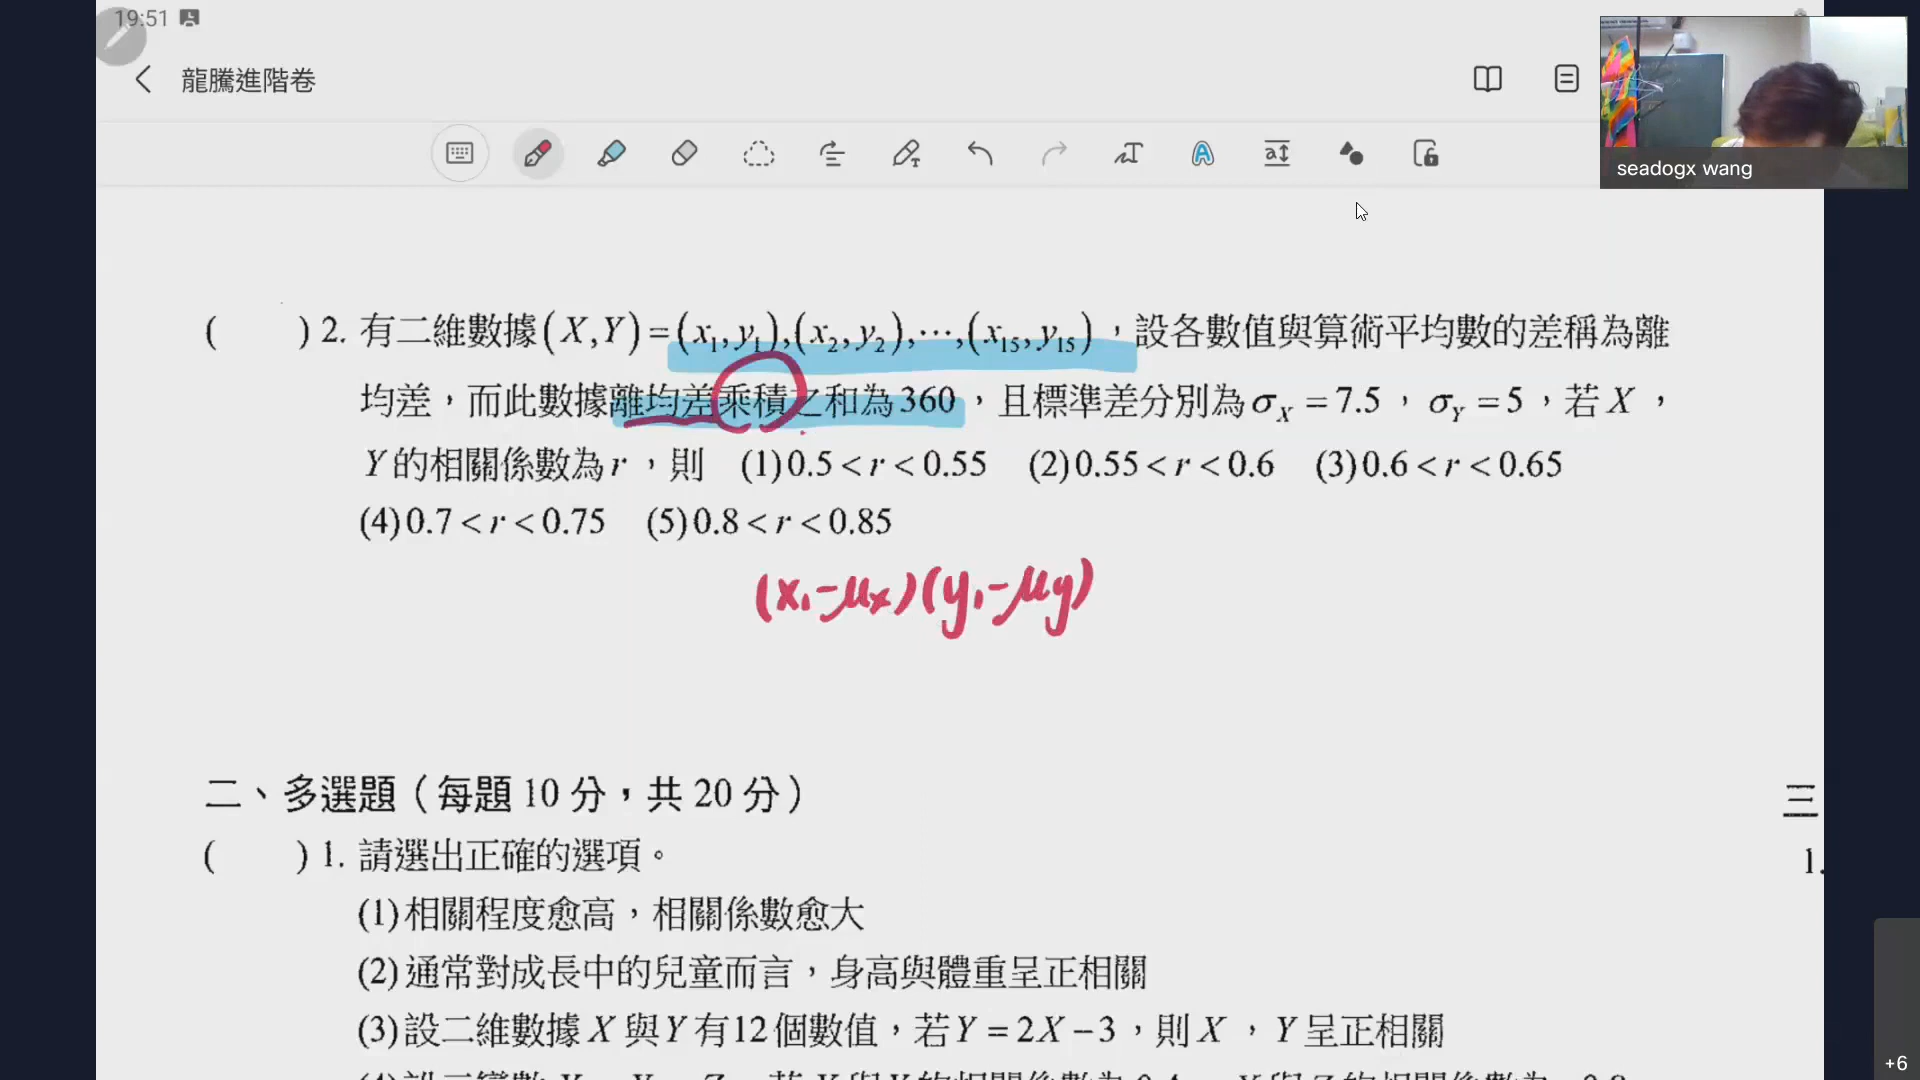 19:51
龍騰進階卷
seadogx wang
( ) 2. 有二維數據(X,Y)=(x₁,y₁),(x₂,y₂),⋯,(x₁₅,y₁₅)，設各數值與算術平均數的差稱為離
均差，而此數據離均差乘積之和為360，且標準差分別為σ_X=7.5，σ_Y=5，若X，
Y的相關係數為r，則 (1)0.5<r<0.55 (2)0.55<r<0.6 (3)0.6<r<0.65
(4)0.7<r<0.75 (5)0.8<r<0.85
(x₁-μx)(y₁-μy)
二、多選題（每題 10 分，共 20 分）
三
( ) 1. 請選出正確的選項。
1.
(1)相關程度愈高，相關係數愈大
(2)通常對成長中的兒童而言，身高與體重呈正相關
(3)設二維數據X與Y有12個數值，若Y=2X-3，則X，Y呈正相關
+6